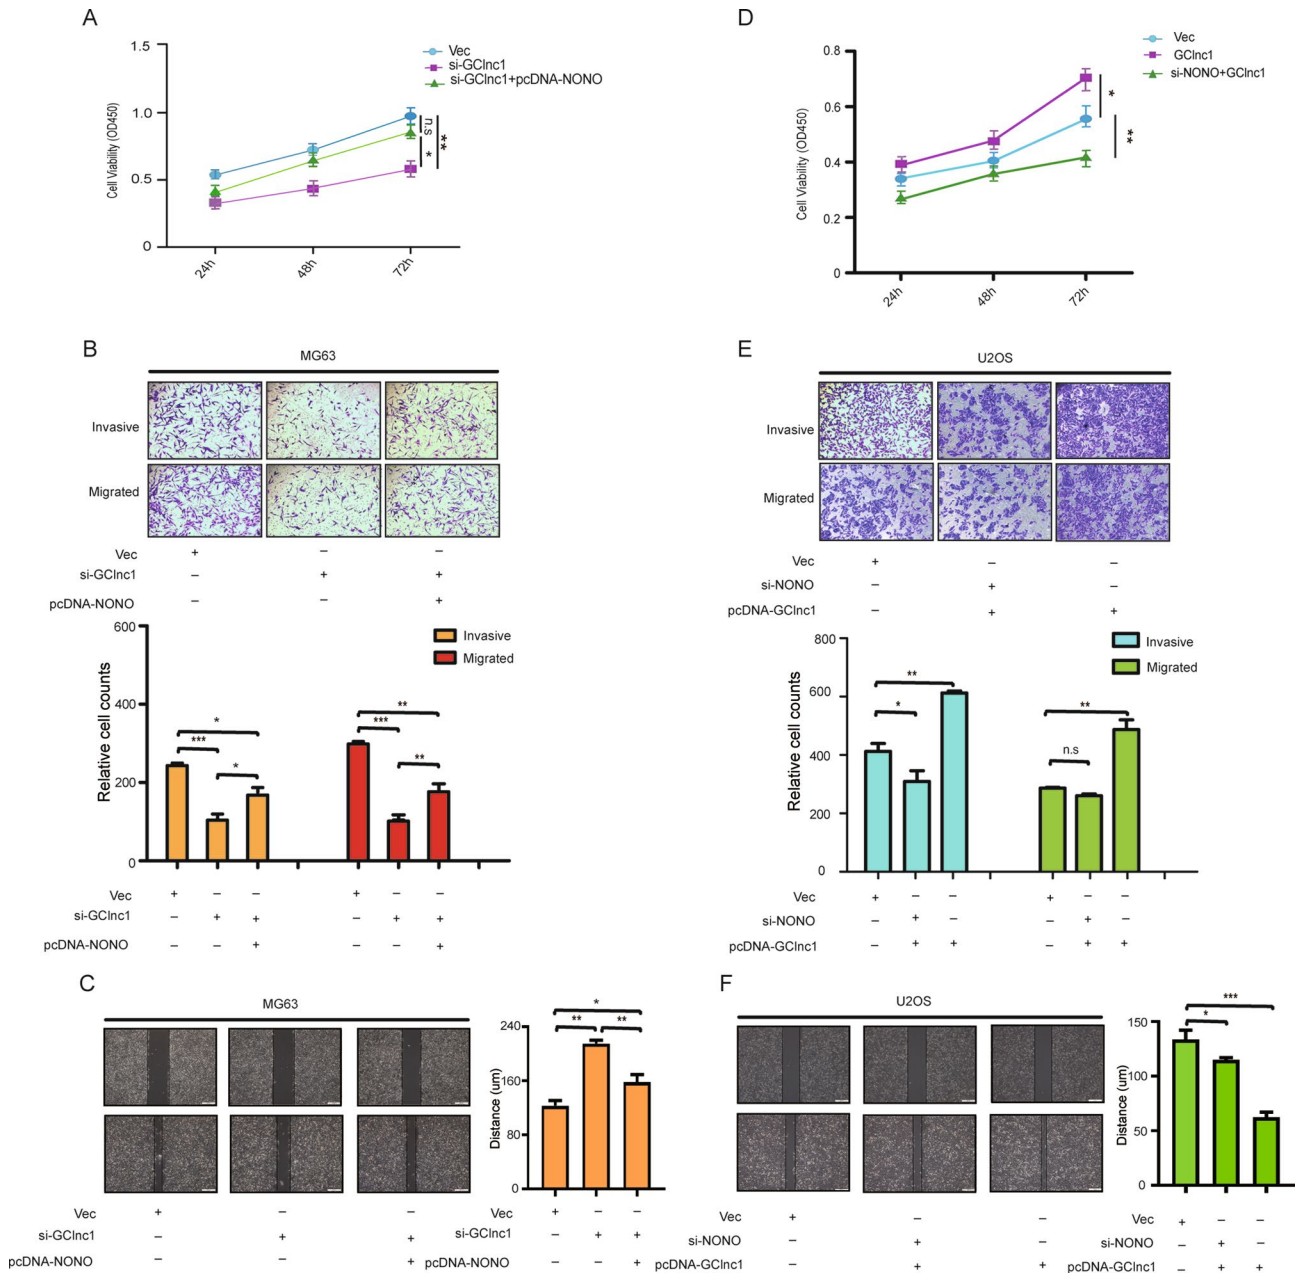 A
Vec
si-GClnc1
si-GClnc1+pcDNA-NONO
Cell Viability (OD450)
1.5
1.0
0.5
0
24h
48h
72h
n.s
*
**
D
Vec
GClnc1
si-NONO+GClnc1
Cell Viability (OD450)
0.8
0.6
0.4
0.2
0
24h
48h
72h
*
**
B
MG63
Invasive
Migrated
Vec + – –
si-GClnc1 – + +
pcDNA-NONO – – +
Relative cell counts
600
400
200
0
Invasive
Migrated
*
***
*
**
***
**
Vec + – – + – –
si-GClnc1 – + + – + +
pcDNA-NONO – – + – – +
E
U2OS
Invasive
Migrated
Vec + – –
si-NONO – + –
pcDNA-GClnc1 – + +
Relative cell counts
800
600
400
200
0
Invasive
Migrated
**
*
**
n.s
Vec + – – + – –
si-NONO – + – – + –
pcDNA-GClnc1 – + + – + +
C
MG63
Vec + – –
si-GClnc1 – + +
pcDNA-NONO – – +
Distance (um)
240
160
80
0
*
** **
Vec + – –
si-GClnc1 – + +
pcDNA-NONO – – +
F
U2OS
Vec + – –
si-NONO – + –
pcDNA-GClnc1 – + +
Distance (um)
150
100
50
0
***
*
Vec + – –
si-NONO – + –
pcDNA-GClnc1 – + +